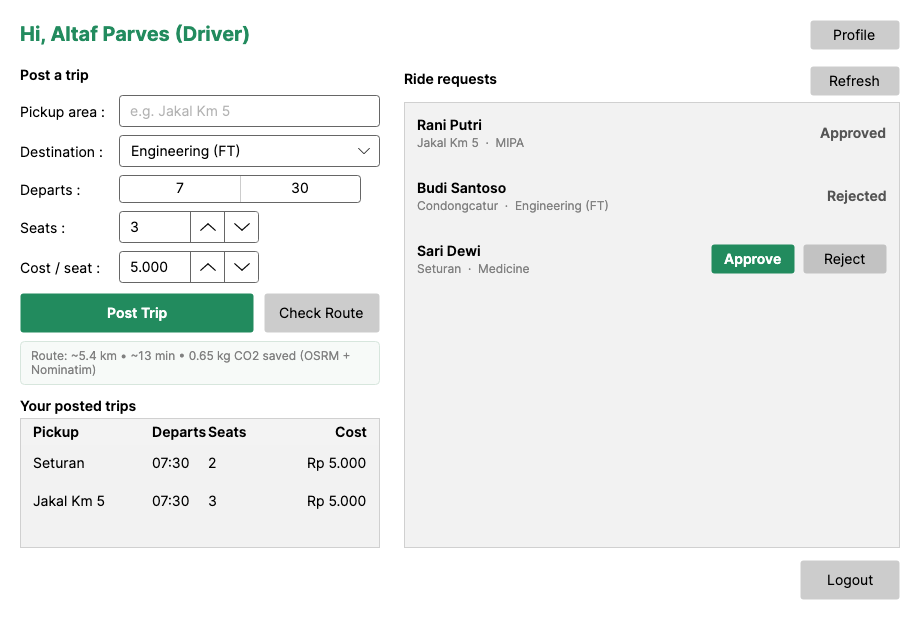 Hi, Altaf Parves (Driver)
Profile
Post a trip
Pickup area :
e.g. Jakal Km 5
Destination :
Engineering (FT)
Departs :
7
30
Seats :
3
Cost / seat :
5.000
Post Trip
Check Route
Route: ~5.4 km • ~13 min • 0.65 kg CO2 saved (OSRM +
Nominatim)
Your posted trips
Pickup Departs Seats Cost
Seturan 07:30 2 Rp 5.000
Jakal Km 5 07:30 3 Rp 5.000
Ride requests
Refresh
Rani Putri
Jakal Km 5 · MIPA
Approved
Budi Santoso
Condongcatur · Engineering (FT)
Rejected
Sari Dewi
Seturan · Medicine
Approve
Reject
Logout